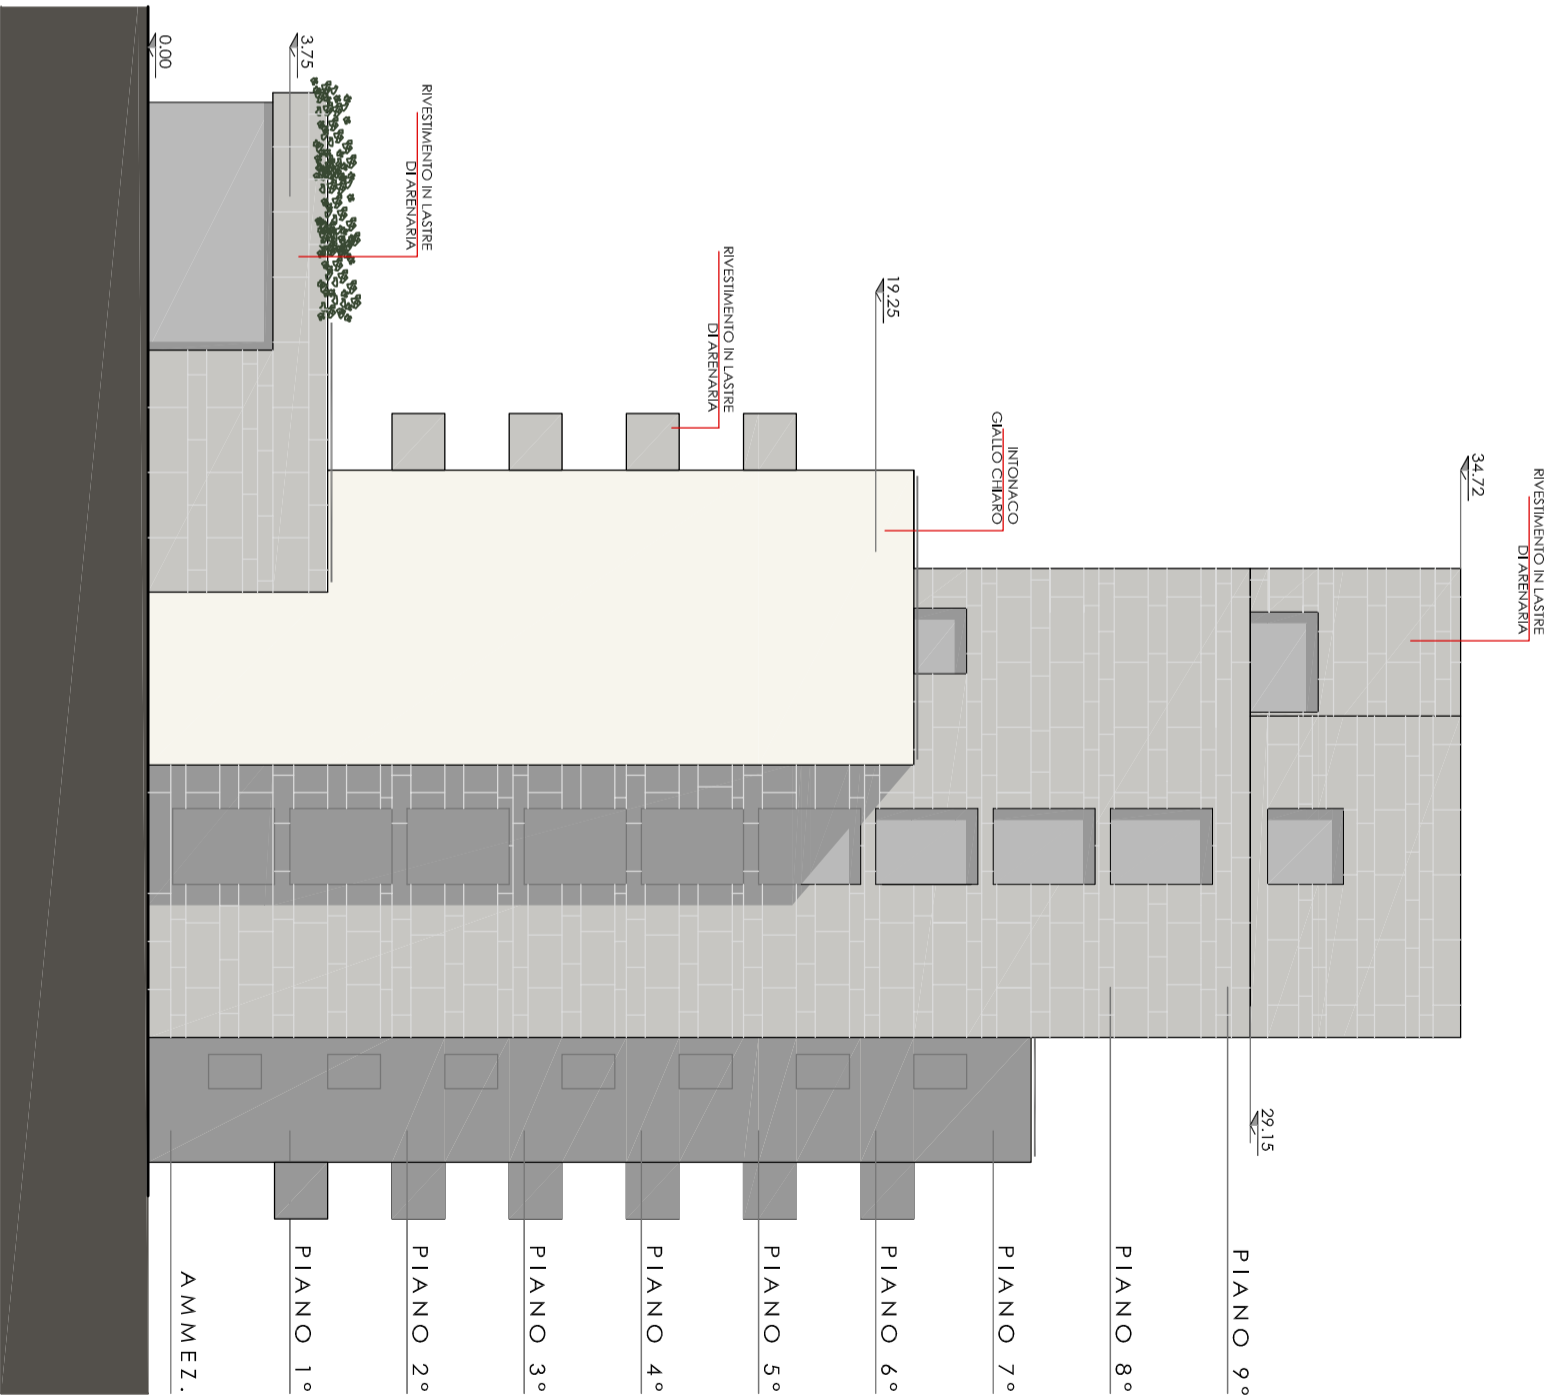 RIVESTIMENTO IN LASTRE
DI ARENARIA
34.72
INTONACO
GIALLO CHIARO
19.25
RIVESTIMENTO IN LASTRE
DI ARENARIA
RIVESTIMENTO IN LASTRE
DI ARENARIA
3.75
0.00
29.15
PIANO 9°
PIANO 8°
PIANO 7°
PIANO 6°
PIANO 5°
PIANO 4°
PIANO 3°
PIANO 2°
PIANO 1°
AMMEZ.